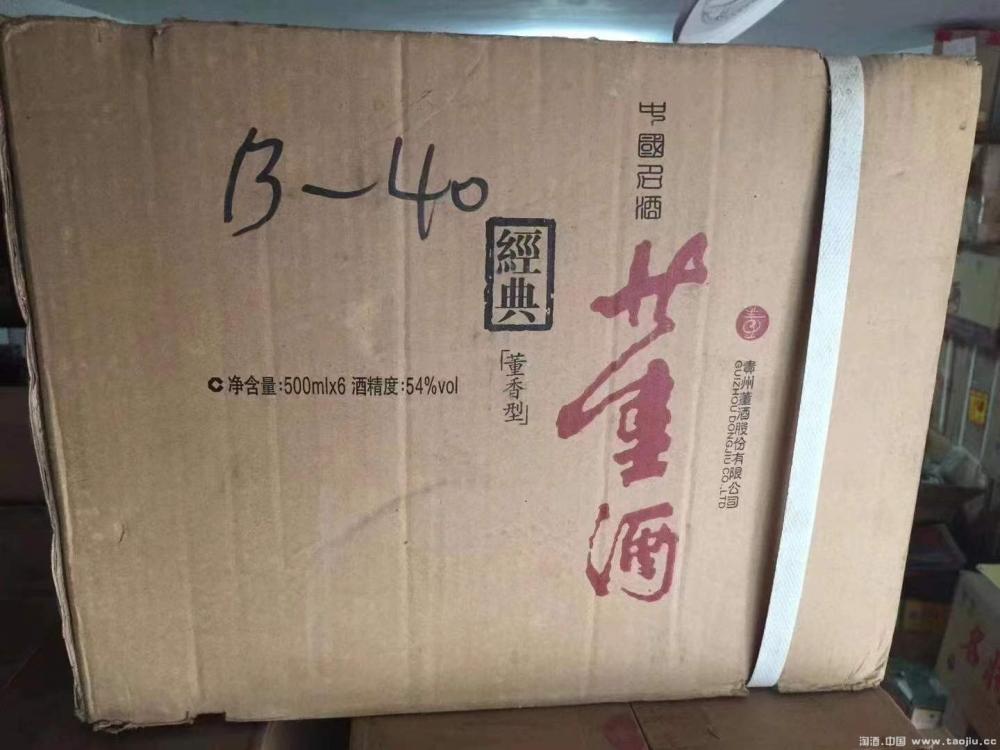 B-40
中國名酒
經典
董酒
「董香型」
净含量:500mlx6 酒精度:54%vol
董
贵州董酒股份有限公司
GUIZHOU DONGJIU CO.,LTD
淘酒.中国 www.taojiu.cc